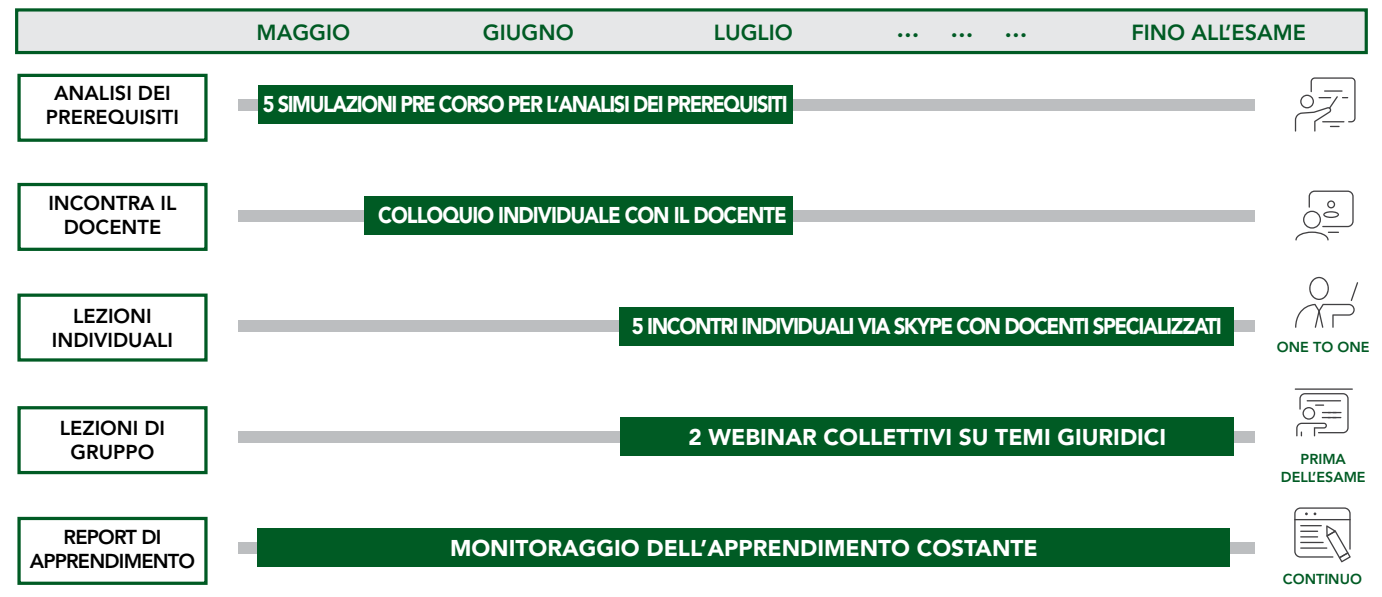 MAGGIO GIUGNO LUGLIO ... ... ... FINO ALL'ESAME
ANALISI DEI
PREREQUISITI
5 SIMULAZIONI PRE CORSO PER L'ANALISI DEI PREREQUISITI
INCONTRA IL
DOCENTE
COLLOQUIO INDIVIDUALE CON IL DOCENTE
LEZIONI
INDIVIDUALI
5 INCONTRI INDIVIDUALI VIA SKYPE CON DOCENTI SPECIALIZZATI
ONE TO ONE
LEZIONI DI
GRUPPO
2 WEBINAR COLLETTIVI SU TEMI GIURIDICI
PRIMA
DELL'ESAME
REPORT DI
APPRENDIMENTO
MONITORAGGIO DELL'APPRENDIMENTO COSTANTE
CONTINUO